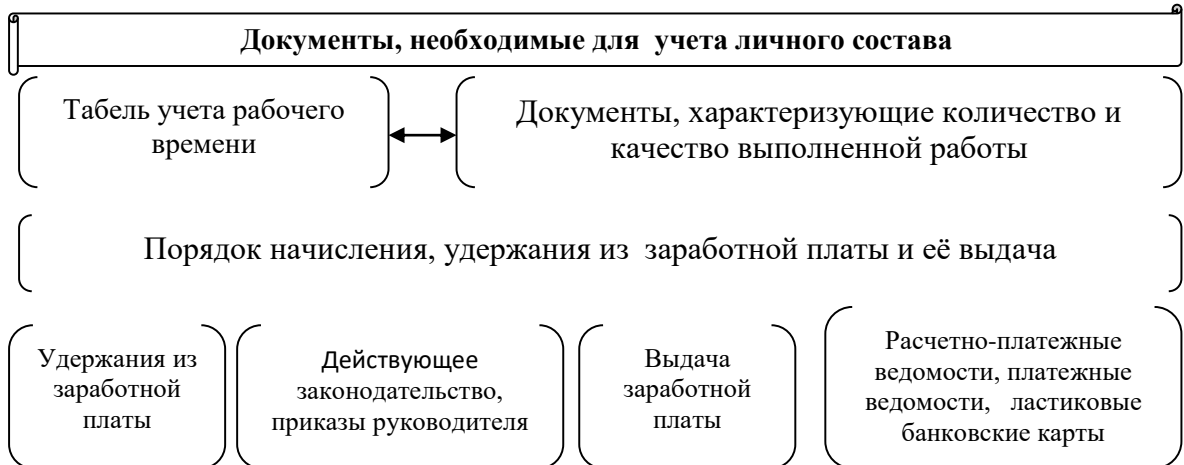 Документы, необходимые для учета личного состава
Табель учета рабочего
времени
Документы, характеризующие количество и
качество выполненной работы
Порядок начисления, удержания из заработной платы и её выдача
Удержания из
заработной
платы
Действующее
законодательство,
приказы руководителя
Выдача
заработной
платы
Расчетно-платежные
ведомости, платежные
ведомости, ластиковые
банковские карты